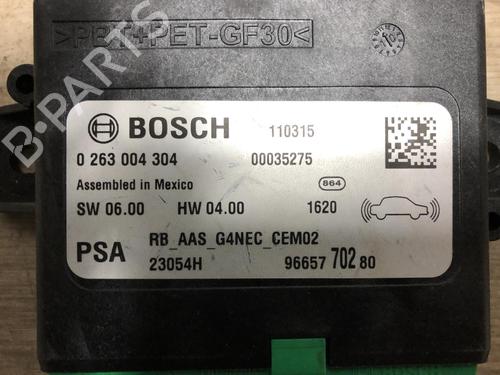 >PBT+PET-GF30<
B-PARTS
BOSCH 110315
0 263 004 304 00035275
Assembled in Mexico 864
SW 06.00 HW 04.00 1620
PSA RB_AAS_G4NEC_CEM02
23054H 96657 702 80